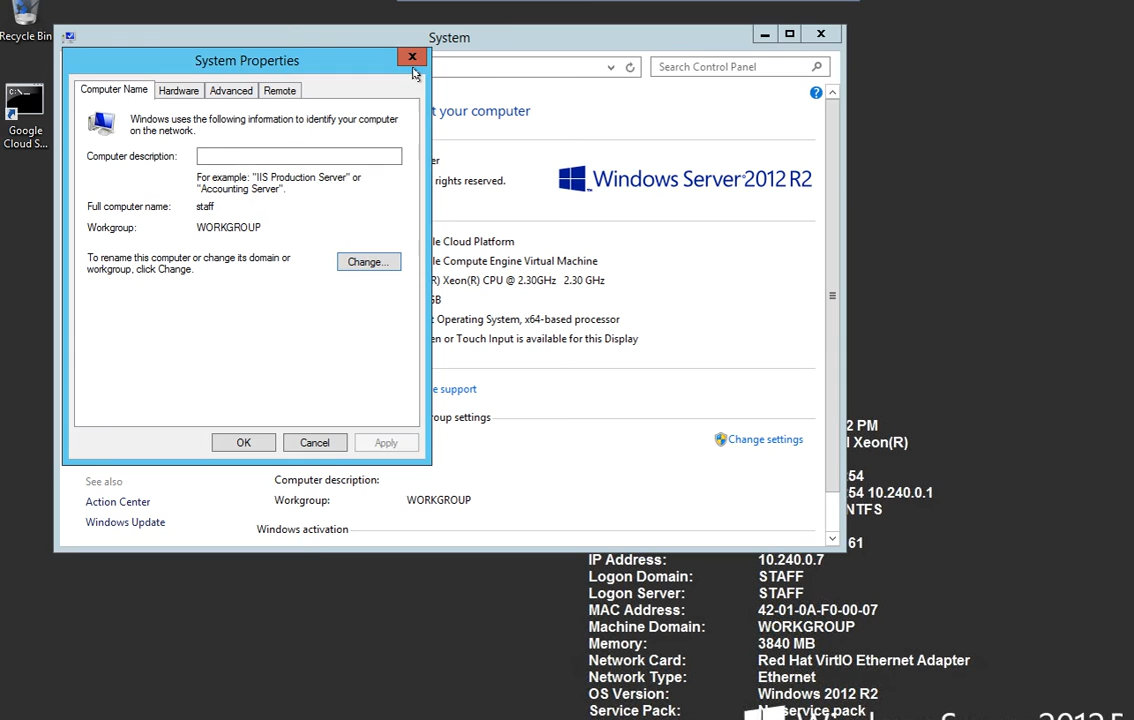 Recycle Bin
Google
Cloud S...
System
System Properties
Search Control Panel
Computer Name
Hardware
Advanced
Remote
t your computer
Windows uses the following information to identify your computer
on the network.
Computer description:
er
rights reserved.
Windows Server 2012 R2
For example: "IIS Production Server" or
"Accounting Server".
Full computer name: staff
Workgroup: WORKGROUP
To rename this computer or change its domain or
workgroup, click Change.
Change...
le Cloud Platform
le Compute Engine Virtual Machine
R) Xeon(R) CPU @ 2.30GHz 2.30 GHz
GB
t Operating System, x64-based processor
en or Touch Input is available for this Display
e support
oup settings
Change settings
OK
Cancel
Apply
See also
Action Center
Windows Update
Computer description:
Workgroup: WORKGROUP
Windows activation
2 PM
Xeon(R)
54
54 10.240.0.1
NTFS
61
IP Address: 10.240.0.7
Logon Domain: STAFF
Logon Server: STAFF
MAC Address: 42-01-0A-F0-00-07
Machine Domain: WORKGROUP
Memory: 3840 MB
Network Card: Red Hat VirtIO Ethernet Adapter
Network Type: Ethernet
OS Version: Windows 2012 R2
Service Pack: No service pack